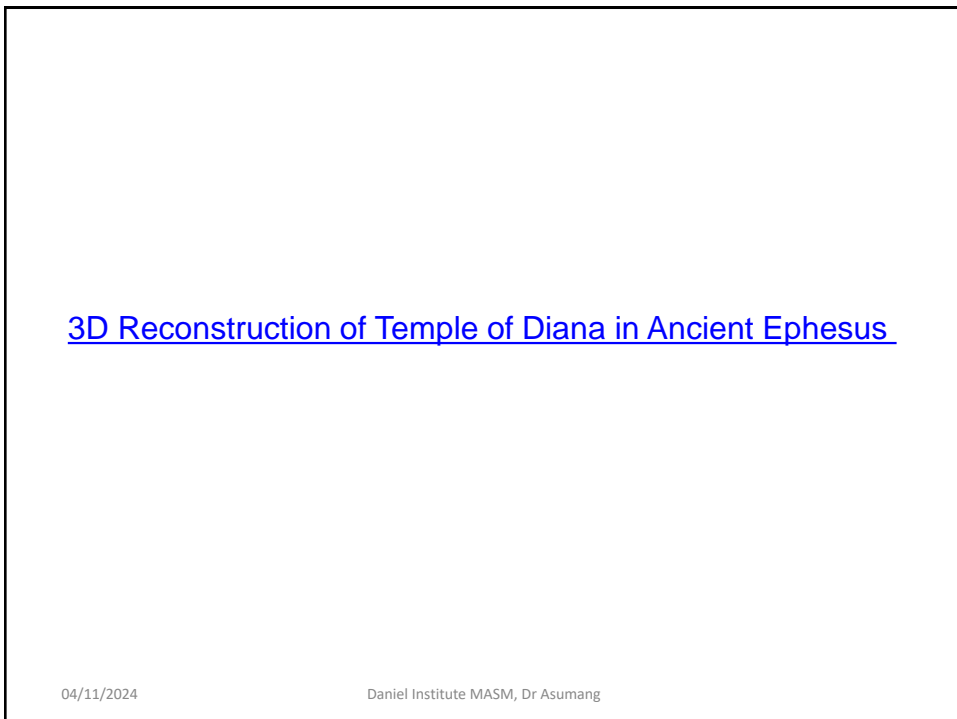 3D Reconstruction of Temple of Diana in Ancient Ephesus
04/11/2024
Daniel Institute MASM, Dr Asumang